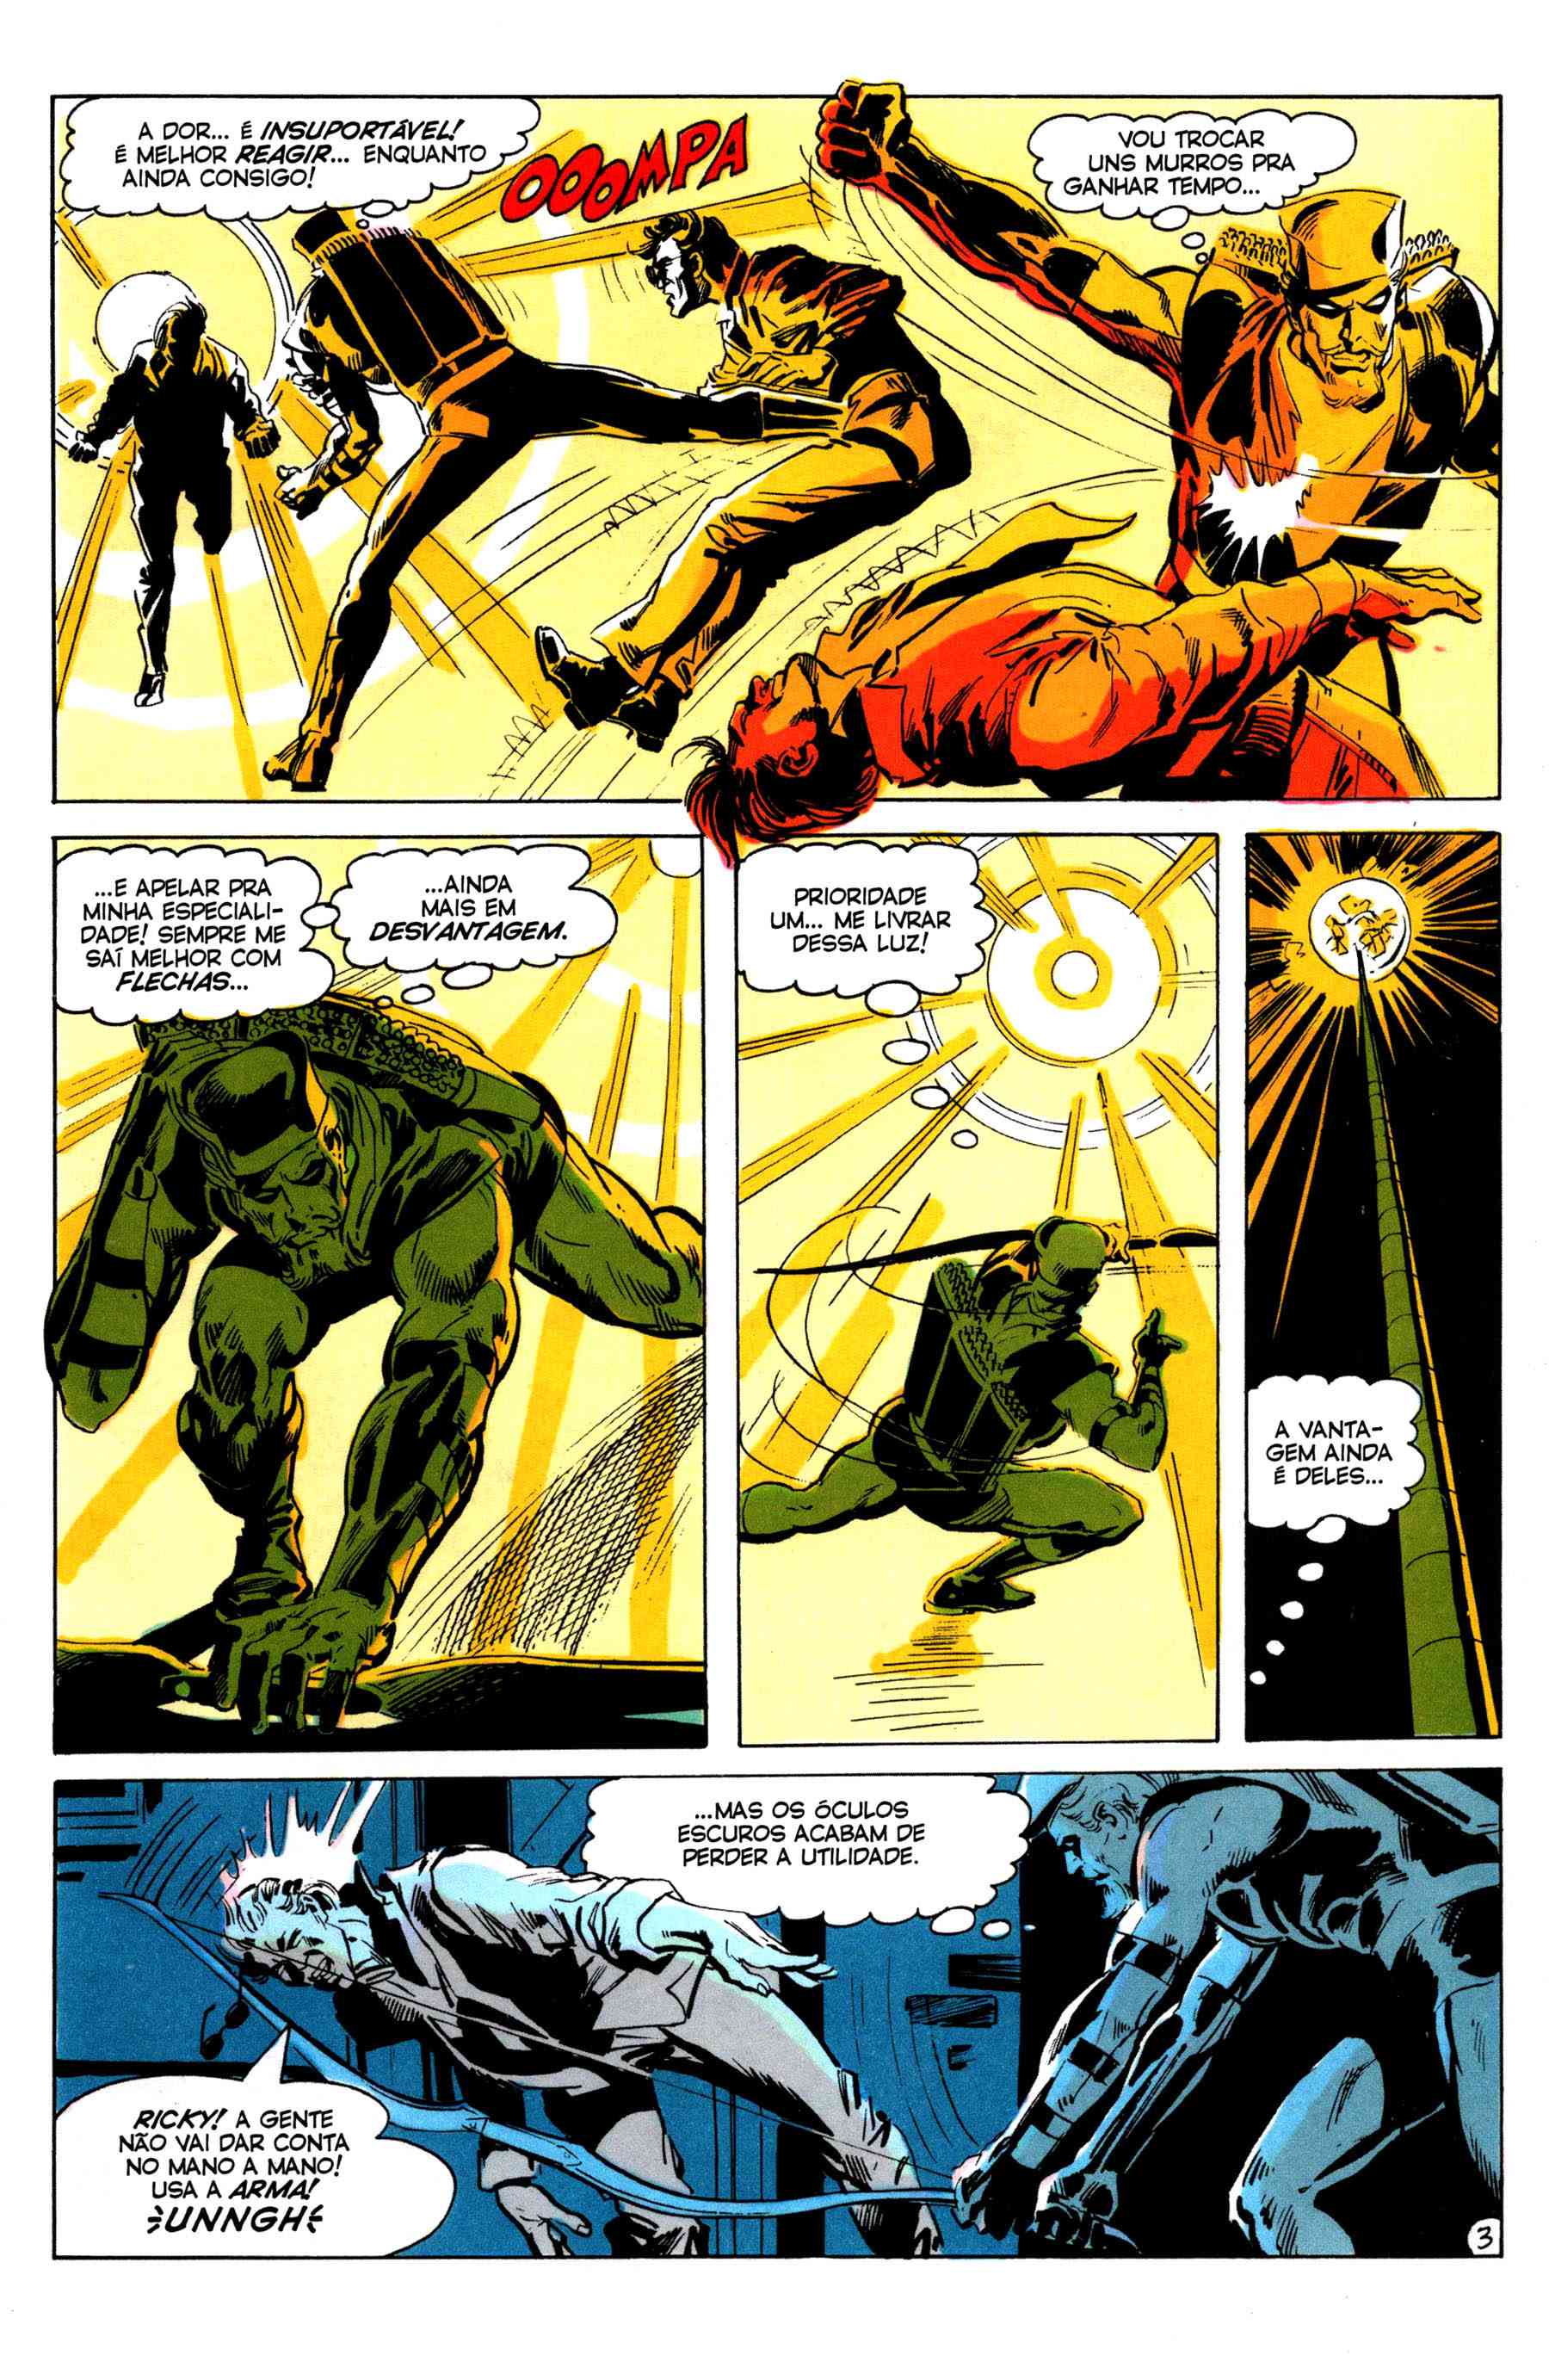 A DOR... É INSUPORTÁVEL!
É MELHOR REAGIR... ENQUANTO
AINDA CONSIGO!
OOOMPA
VOU TROCAR
UNS MURROS PRA
GANHAR TEMPO...
...E APELAR PRA
MINHA ESPECIALI-
DADE! SEMPRE ME
SAÍ MELHOR COM
FLECHAS...
...AINDA
MAIS EM
DESVANTAGEM.
PRIORIDADE
UM... ME LIVRAR
DESSA LUZ!
A VANTA-
GEM AINDA
É DELES...
...MAS OS ÓCULOS
ESCUROS ACABAM DE
PERDER A UTILIDADE.
RICKY! A GENTE
NÃO VAI DAR CONTA
NO MANO A MANO!
USA A ARMA!
UNNGH
3